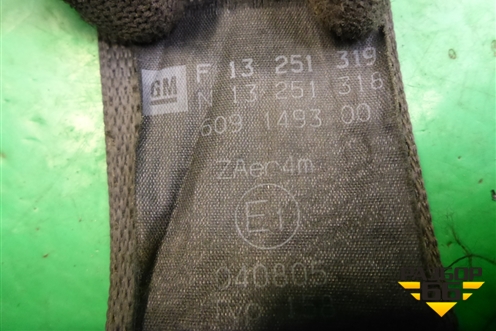 GM F 13 251 319
N 13 251 318
609 1493 00
ZAer4m
E1
040805